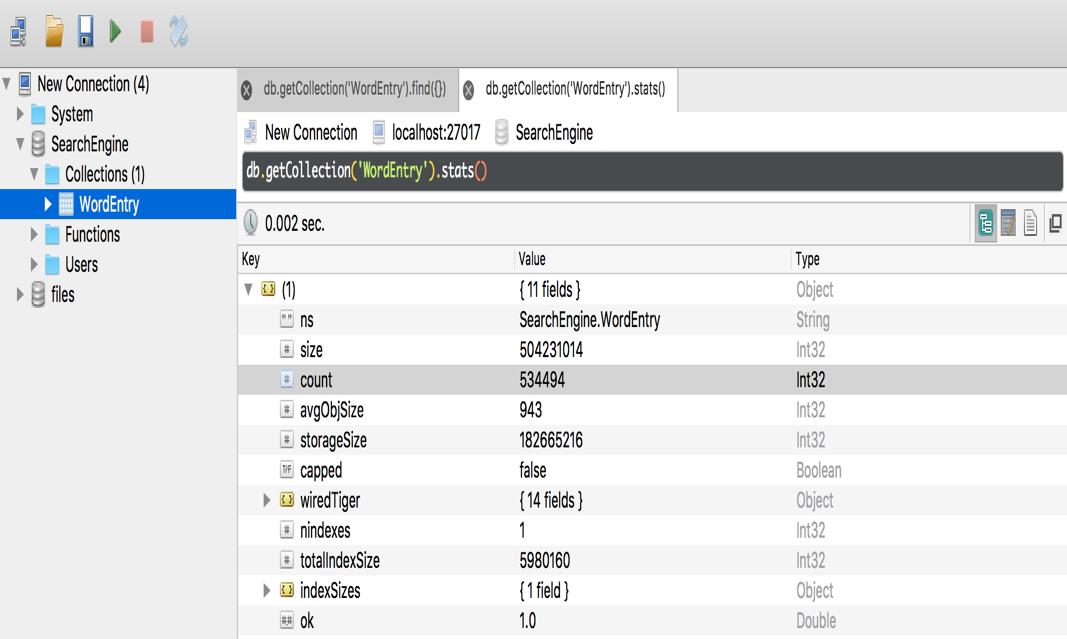 New Connection (4)
System
SearchEngine
Collections (1)
WordEntry
Functions
Users
files
db.getCollection('WordEntry').find({})
db.getCollection('WordEntry').stats()
New Connection localhost:27017 SearchEngine
db.getCollection('WordEntry').stats()
0.002 sec.
Key Value Type
(1) { 11 fields } Object
ns SearchEngine.WordEntry String
size 504231014 Int32
count 534494 Int32
avgObjSize 943 Int32
storageSize 182665216 Int32
capped false Boolean
wiredTiger { 14 fields } Object
nindexes 1 Int32
totalIndexSize 5980160 Int32
indexSizes { 1 field } Object
ok 1.0 Double